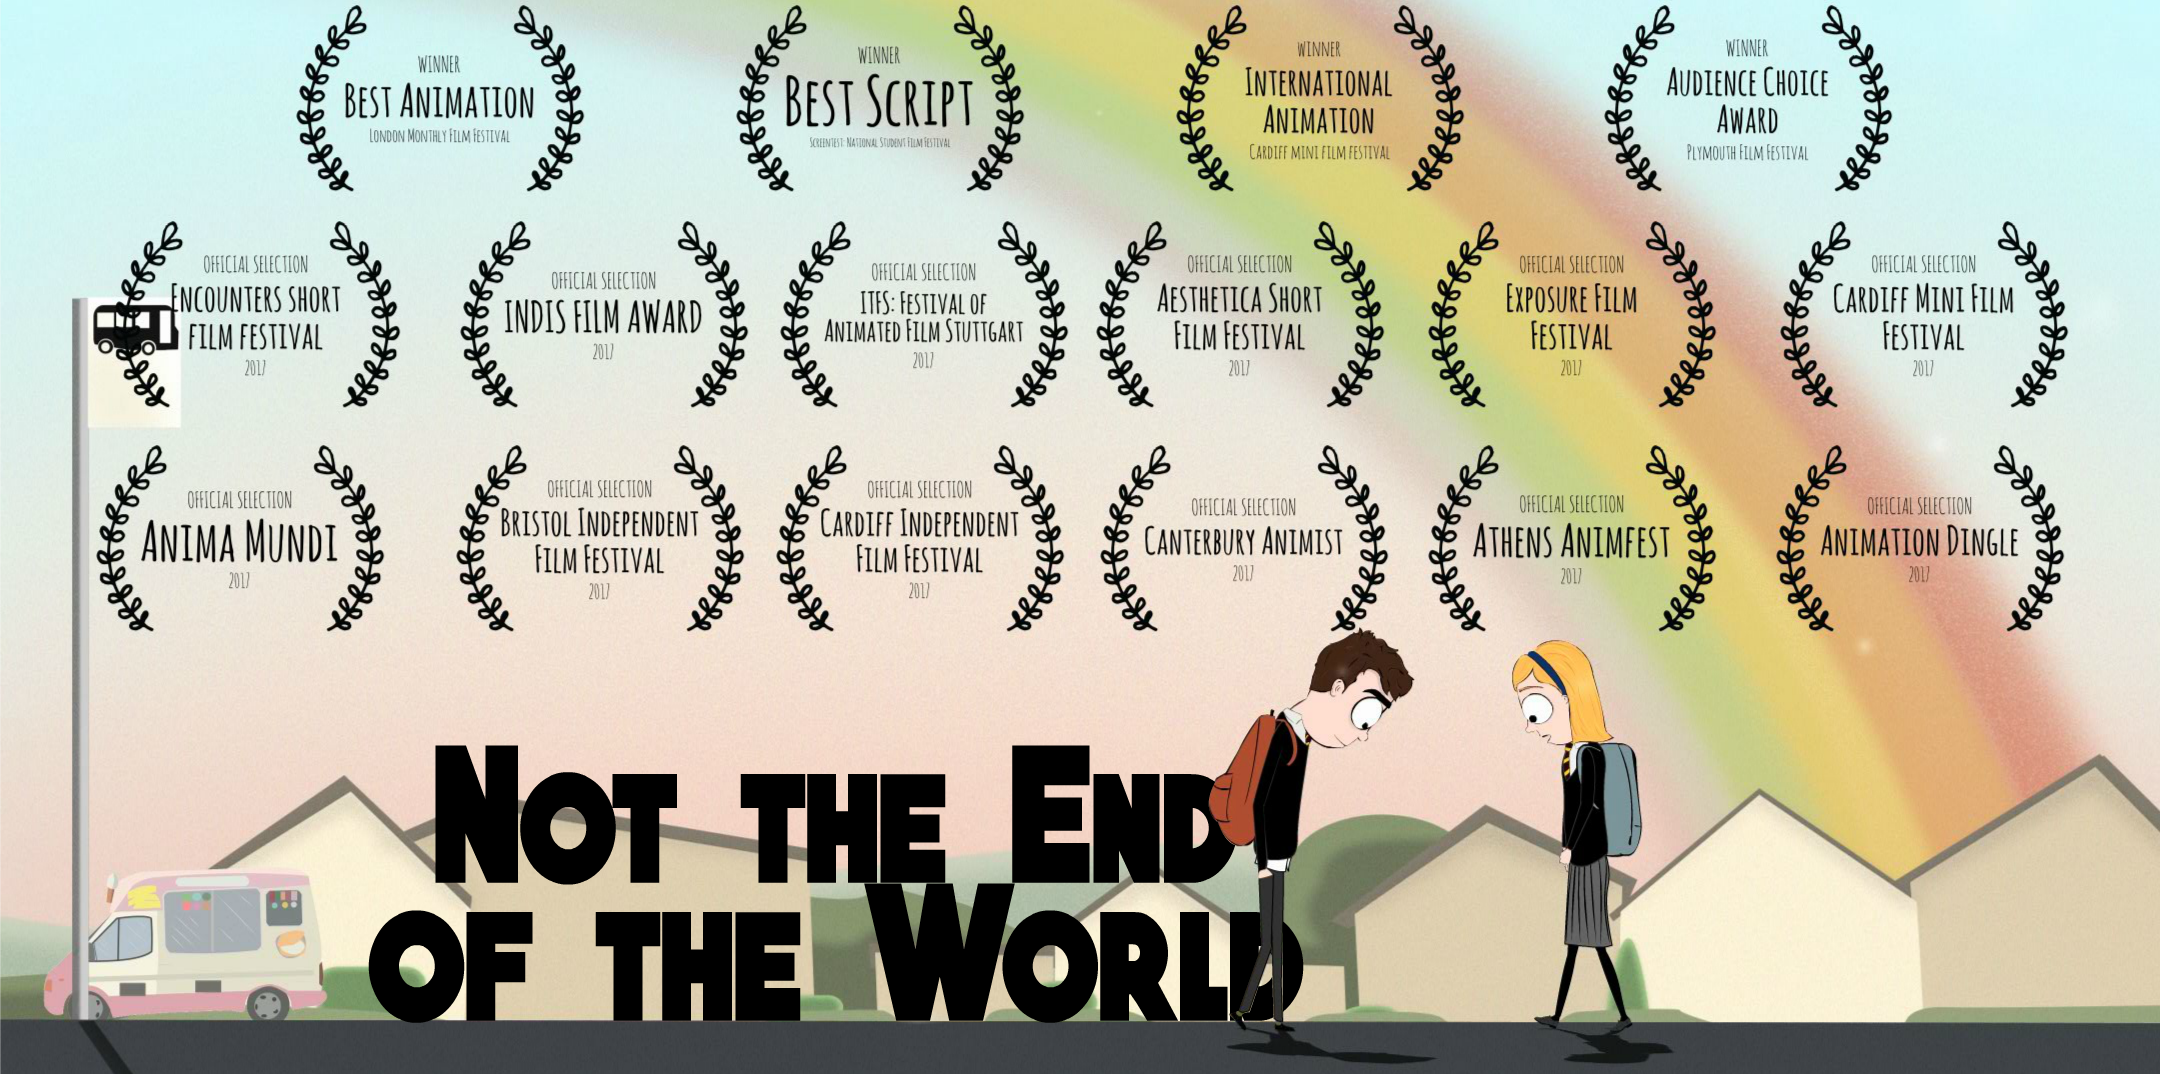 WINNER
BEST ANIMATION
LONDON MONTHLY FILM FESTIVAL
WINNER
BEST SCRIPT
SCREENTEST: NATIONAL STUDENT FILM FESTIVAL
WINNER
INTERNATIONAL
ANIMATION
CARDIFF MINI FILM FESTIVAL
WINNER
AUDIENCE CHOICE
AWARD
PLYMOUTH FILM FESTIVAL
OFFICIAL SELECTION
ENCOUNTERS SHORT
FILM FESTIVAL
2017
OFFICIAL SELECTION
INDIS FILM AWARD
2017
OFFICIAL SELECTION
ITFS: FESTIVAL OF
ANIMATED FILM STUTTGART
2017
OFFICIAL SELECTION
AESTHETICA SHORT
FILM FESTIVAL
2017
OFFICIAL SELECTION
EXPOSURE FILM
FESTIVAL
2017
OFFICIAL SELECTION
CARDIFF MINI FILM
FESTIVAL
2017
OFFICIAL SELECTION
ANIMA MUNDI
2017
OFFICIAL SELECTION
BRISTOL INDEPENDENT
FILM FESTIVAL
2017
OFFICIAL SELECTION
CARDIFF INDEPENDENT
FILM FESTIVAL
2017
OFFICIAL SELECTION
CANTERBURY ANIMIST
2017
OFFICIAL SELECTION
ATHENS ANIMFEST
2017
OFFICIAL SELECTION
ANIMATION DINGLE
2017
NOT THE END
OF THE WORLD